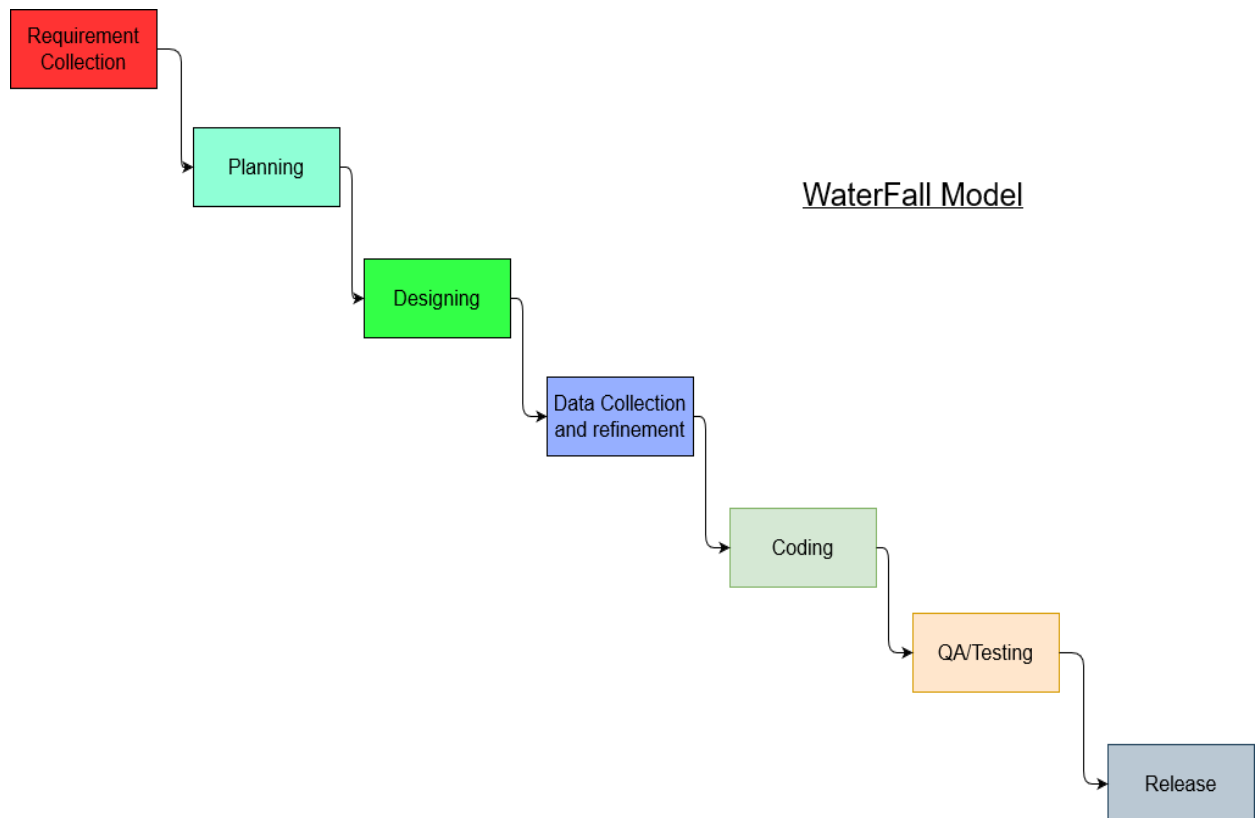 Requirement
Collection
Planning
WaterFall Model
Designing
Data Collection
and refinement
Coding
QA/Testing
Release